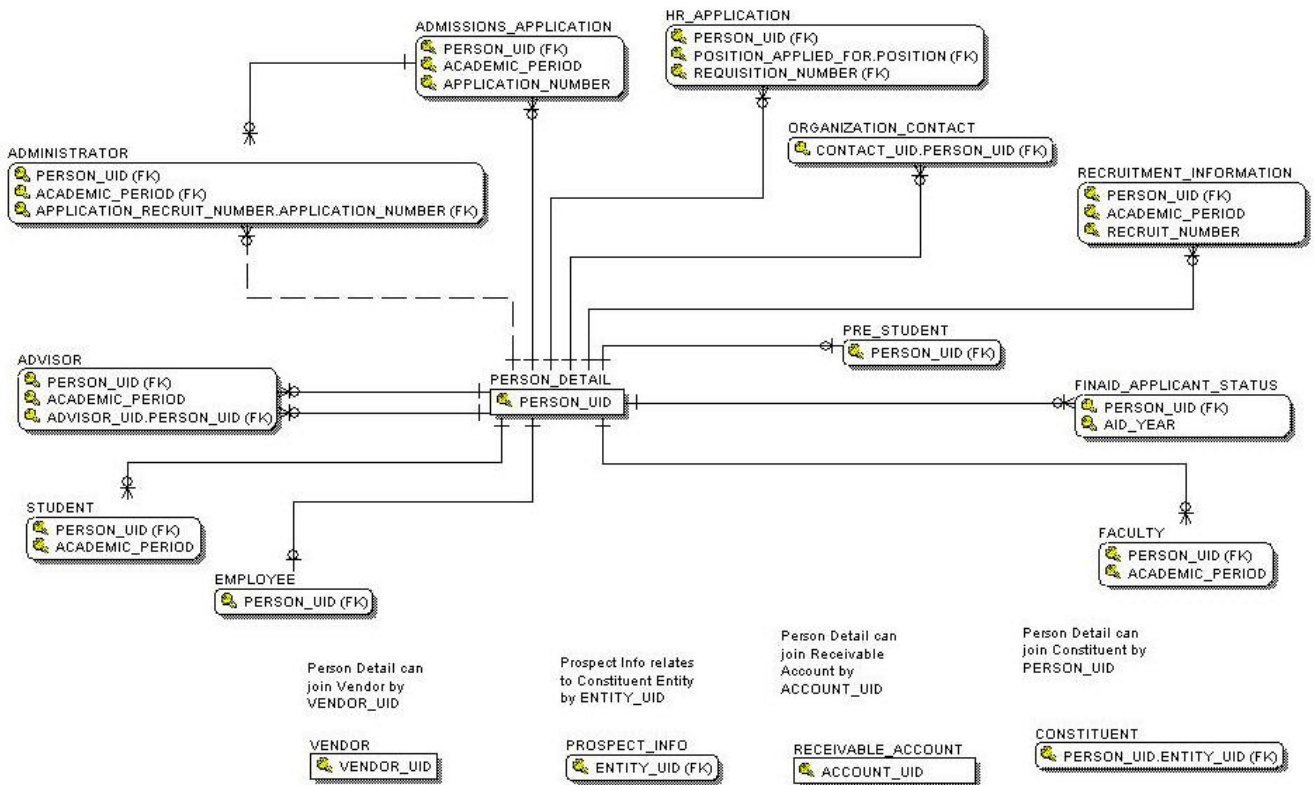 ADMISSIONS_APPLICATION
PERSON_UID (FK)
ACADEMIC_PERIOD
APPLICATION_NUMBER
HR_APPLICATION
PERSON_UID (FK)
POSITION_APPLIED_FOR.POSITION (FK)
REQUISITION_NUMBER (FK)
ORGANIZATION_CONTACT
CONTACT_UID.PERSON_UID (FK)
ADMINISTRATOR
PERSON_UID (FK)
ACADEMIC_PERIOD (FK)
APPLICATION_RECRUIT_NUMBER.APPLICATION_NUMBER (FK)
RECRUITMENT_INFORMATION
PERSON_UID (FK)
ACADEMIC_PERIOD
RECRUIT_NUMBER
PRE_STUDENT
PERSON_UID (FK)
ADVISOR
PERSON_UID (FK)
ACADEMIC_PERIOD
ADVISOR_UID.PERSON_UID (FK)
PERSON_DETAIL
PERSON_UID
FINAID_APPLICANT_STATUS
PERSON_UID (FK)
AID_YEAR
STUDENT
PERSON_UID (FK)
ACADEMIC_PERIOD
EMPLOYEE
PERSON_UID (FK)
FACULTY
PERSON_UID (FK)
ACADEMIC_PERIOD
Person Detail can
join Vendor by
VENDOR_UID
Prospect Info relates
to Constituent Entity
by ENTITY_UID
Person Detail can
join Receivable
Account by
ACCOUNT_UID
Person Detail can
join Constituent by
PERSON_UID
VENDOR
VENDOR_UID
PROSPECT_INFO
ENTITY_UID (FK)
RECEIVABLE_ACCOUNT
ACCOUNT_UID
CONSTITUENT
PERSON_UID.ENTITY_UID (FK)